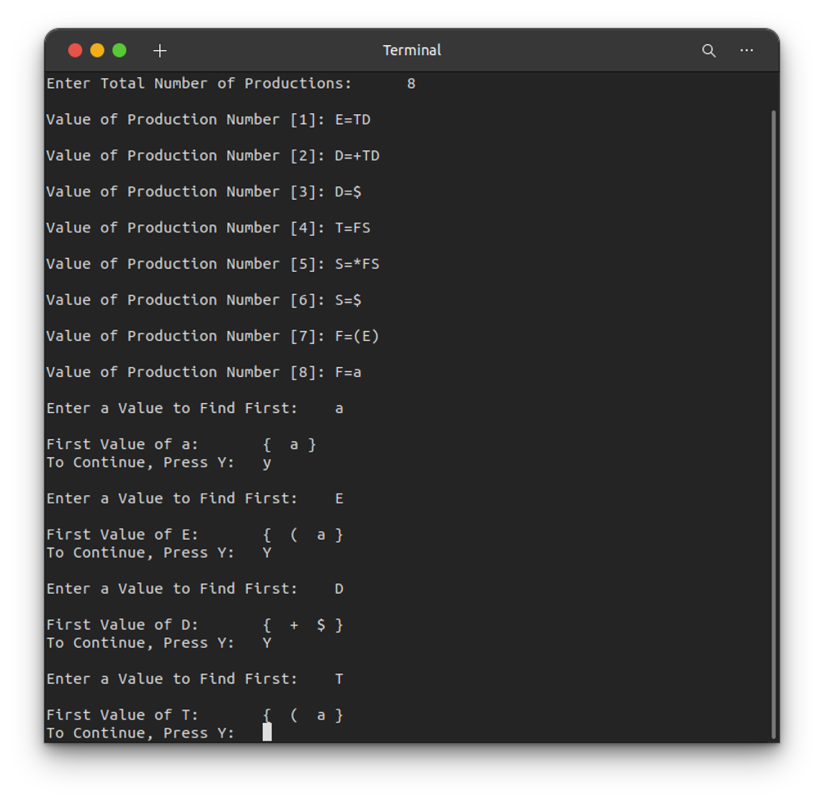 Terminal
Enter Total Number of Productions: 8
Value of Production Number [1]: E=TD
Value of Production Number [2]: D=+TD
Value of Production Number [3]: D=$
Value of Production Number [4]: T=FS
Value of Production Number [5]: S=*FS
Value of Production Number [6]: S=$
Value of Production Number [7]: F=(E)
Value of Production Number [8]: F=a
Enter a Value to Find First: a
First Value of a: { a }
To Continue, Press Y: y
Enter a Value to Find First: E
First Value of E: { ( a }
To Continue, Press Y: Y
Enter a Value to Find First: D
First Value of D: { + $ }
To Continue, Press Y: Y
Enter a Value to Find First: T
First Value of T: { ( a }
To Continue, Press Y: